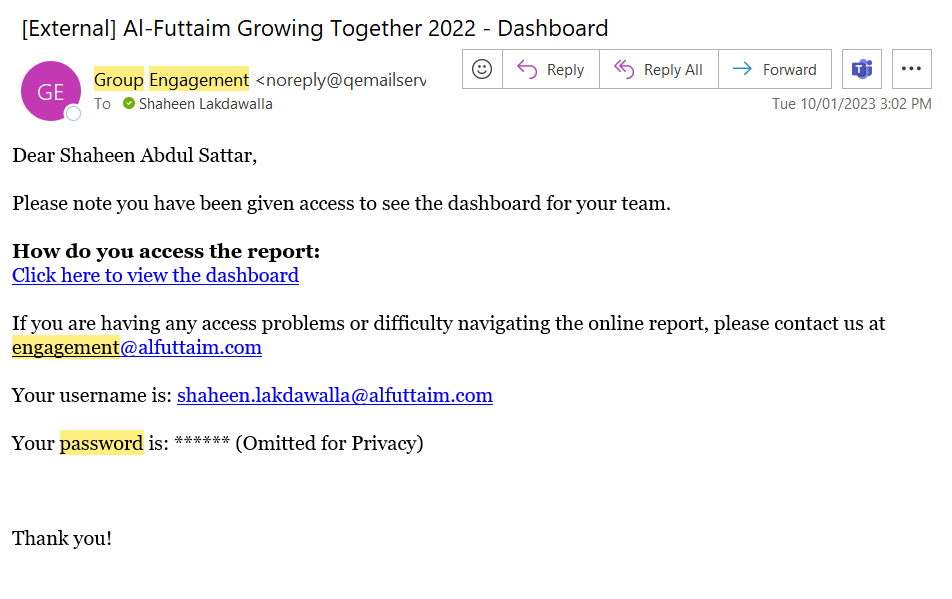 [External] Al-Futtaim Growing Together 2022 - Dashboard
GE
Group Engagement <noreply@qemailserv
Reply
Reply All
Forward
To Shaheen Lakdawalla
Tue 10/01/2023 3:02 PM
Dear Shaheen Abdul Sattar,
Please note you have been given access to see the dashboard for your team.
How do you access the report:
Click here to view the dashboard
If you are having any access problems or difficulty navigating the online report, please contact us at
engagement@alfuttaim.com
Your username is: shaheen.lakdawalla@alfuttaim.com
Your password is: ****** (Omitted for Privacy)
Thank you!